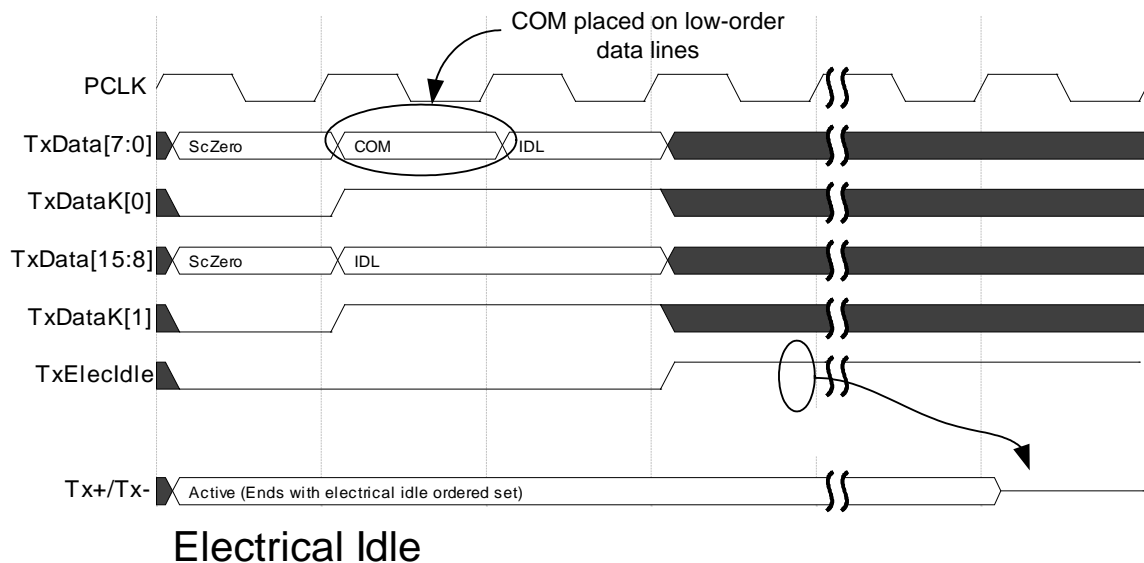 COM placed on low-order
data lines
PCLK
TxData[7:0]
ScZero
COM
IDL
TxDataK[0]
TxData[15:8]
ScZero
IDL
TxDataK[1]
TxElecIdle
Tx+/Tx-
Active (Ends with electrical idle ordered set)
Electrical Idle